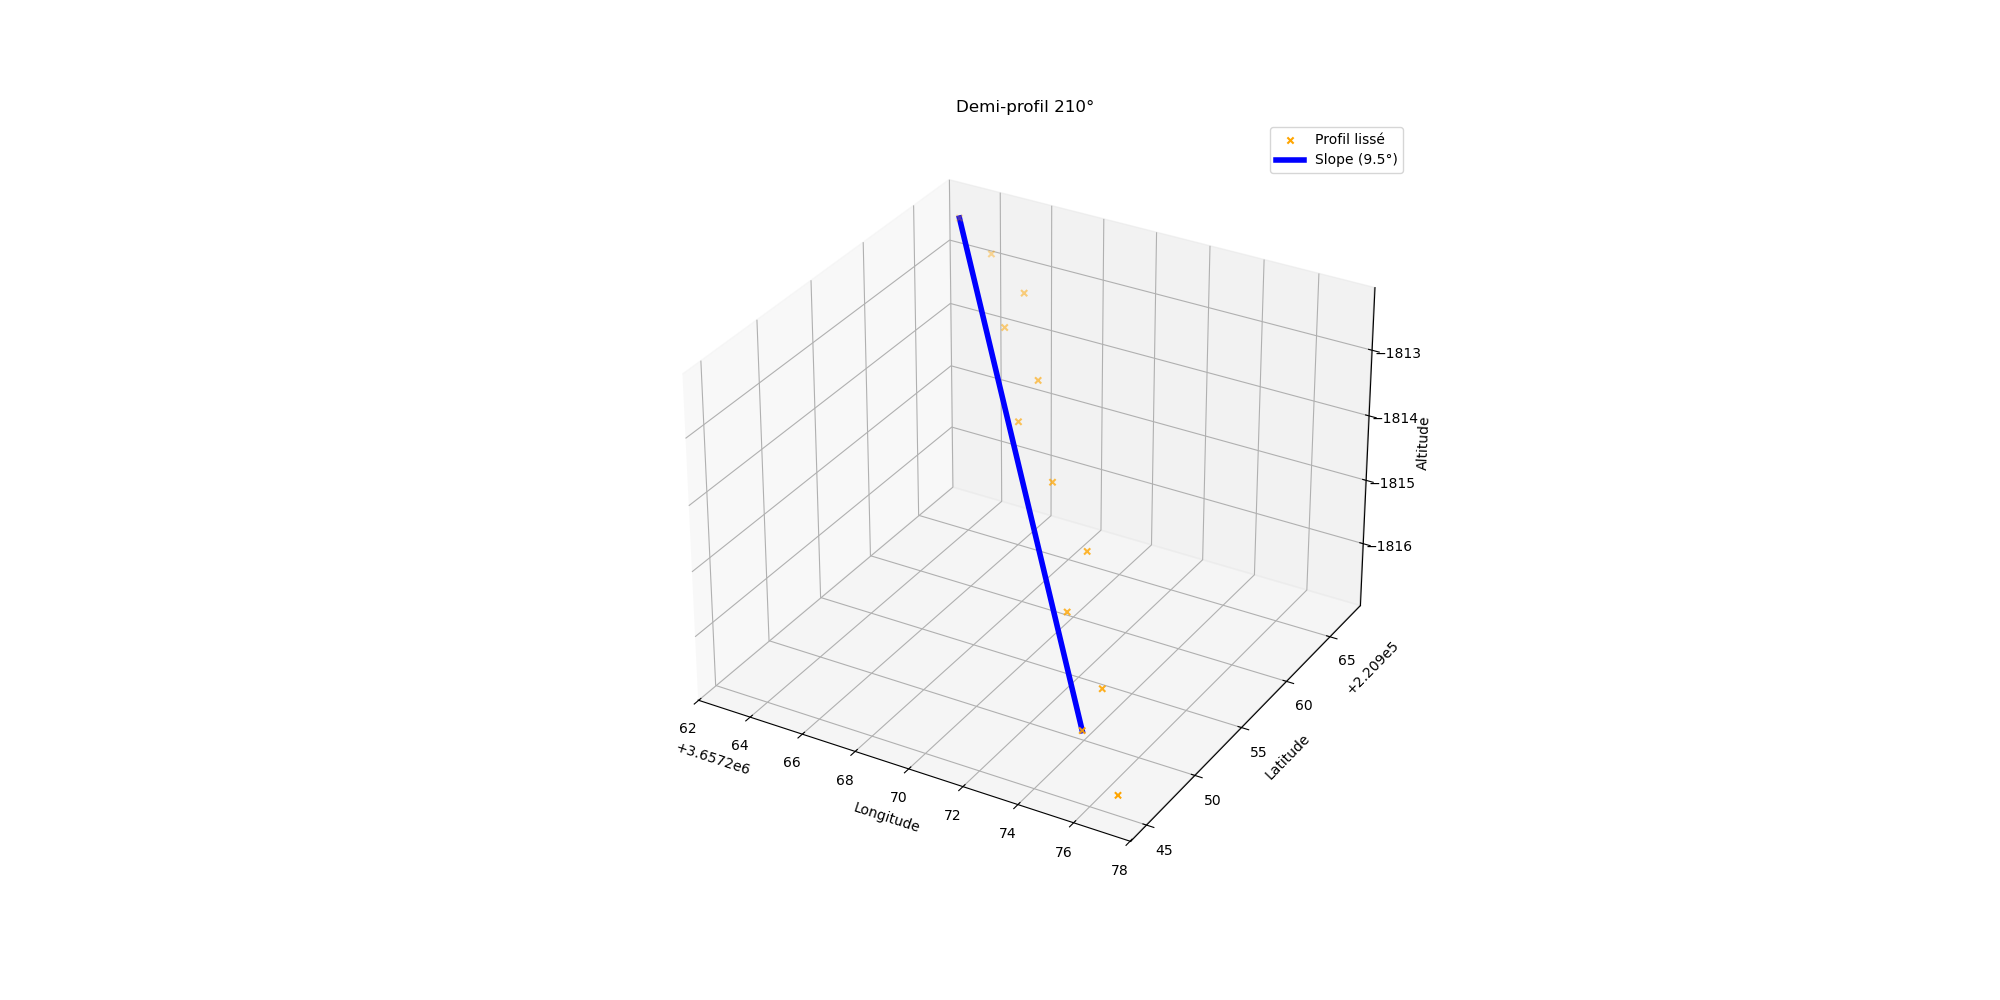 Demi-profil 210°
Profil lissé
Slope (9.5°)
−1813
−1814
−1815
−1816
Altitude
65
60
55
50
45
+2.209e5
Latitude
62
64
66
68
70
72
74
76
78
+3.6572e6
Longitude